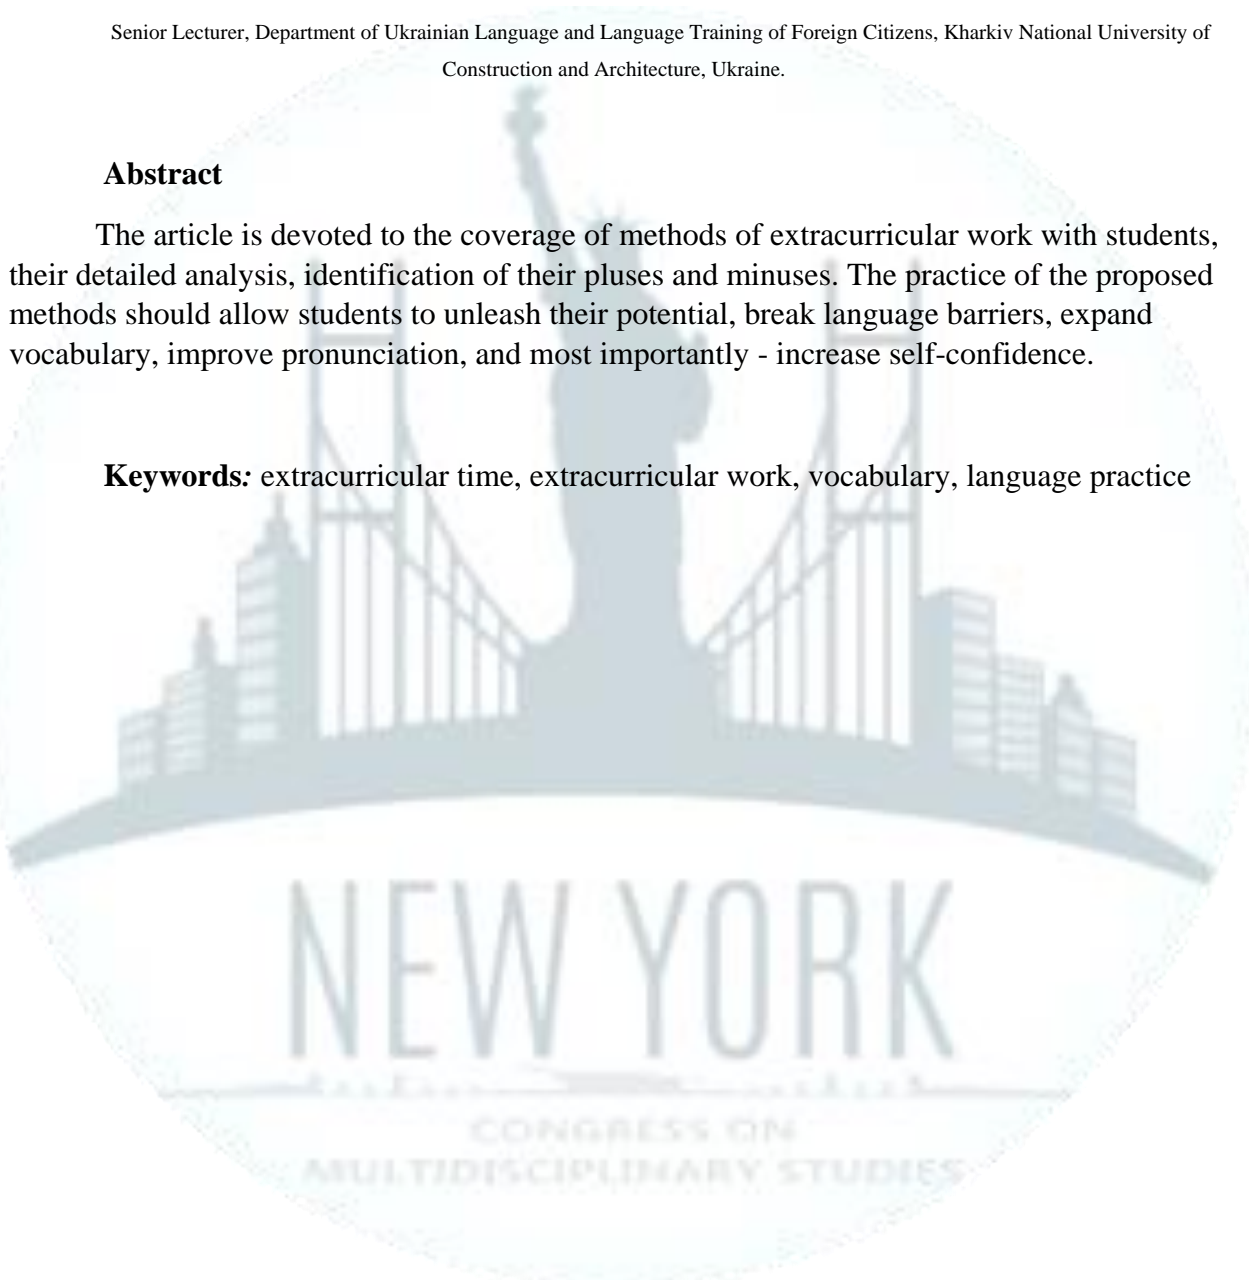 Senior Lecturer, Department of Ukrainian Language and Language Training of Foreign Citizens, Kharkiv National University of
Construction and Architecture, Ukraine.
Abstract
The article is devoted to the coverage of methods of extracurricular work with students,
their detailed analysis, identification of their pluses and minuses. The practice of the proposed
methods should allow students to unleash their potential, break language barriers, expand
vocabulary, improve pronunciation, and most importantly - increase self-confidence.
Keywords: extracurricular time, extracurricular work, vocabulary, language practice
NEW YORK
CONGRESS ON
MULTIDISCIPLINARY STUDIES